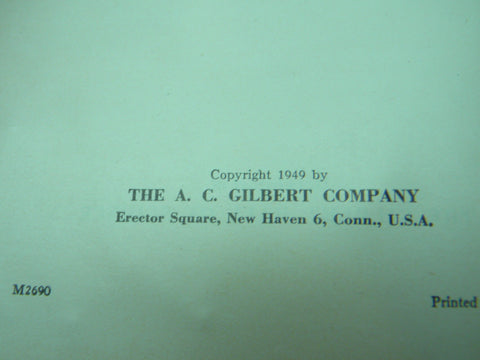 Copyright 1949 by
THE A. C. GILBERT COMPANY
Erector Square, New Haven 6, Conn., U.S.A.
M2690
Printed